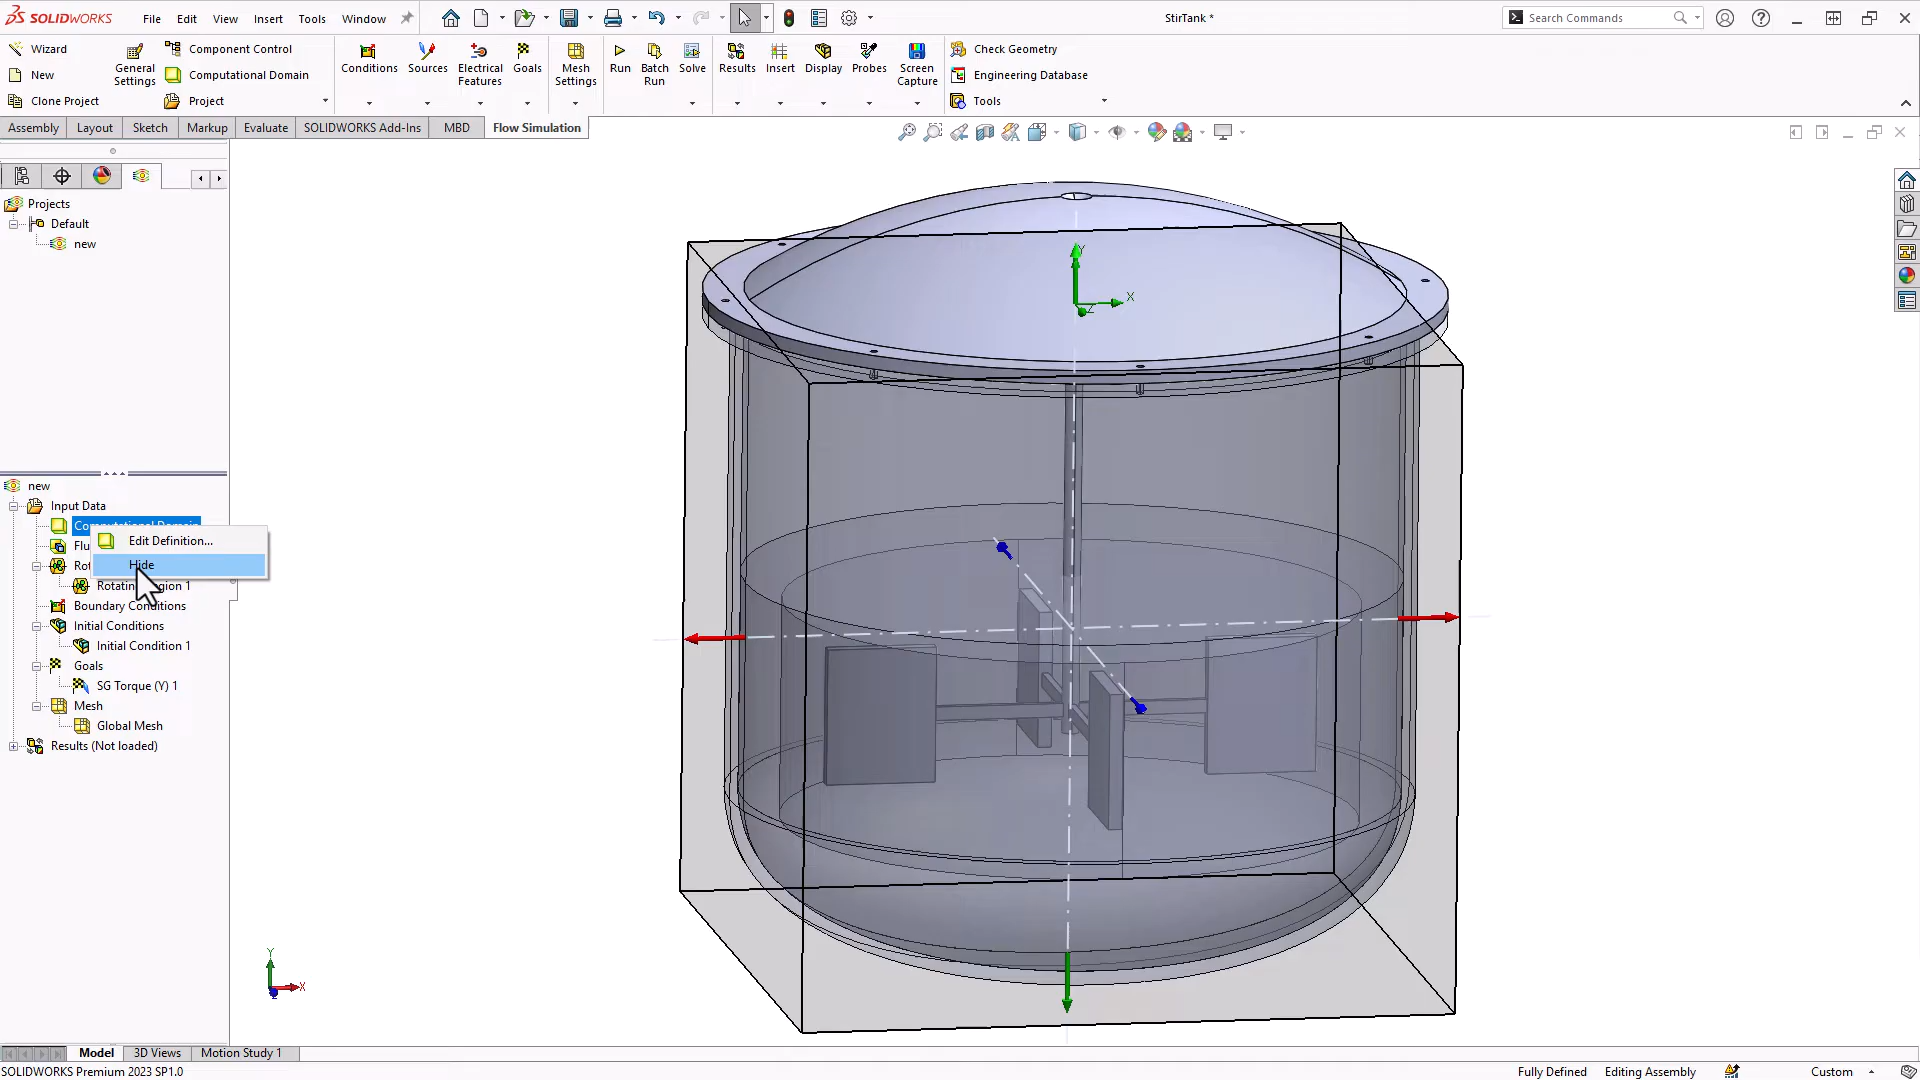 SOLIDWORKS File Edit View Insert Tools Window StirTank * Search Commands
Wizard
New
Clone Project
General Settings
Component Control
Computational Domain
Project
Conditions Sources Electrical Features Goals Mesh Settings Run Batch Run Solve Results Insert Display Probes Screen Capture
Check Geometry
Engineering Database
Tools
Assembly Layout Sketch Markup Evaluate SOLIDWORKS Add-Ins MBD Flow Simulation
Projects
Default
new
Y
X
Z
new
Input Data
Edit Definition...
Flu
Hide
Rot
Boundary Conditions
Initial Conditions
Initial Condition 1
Goals
SG Torque (Y) 1
Mesh
Global Mesh
Results (Not loaded)
Y
X
Model 3D Views Motion Study 1
SOLIDWORKS Premium 2023 SP1.0 Fully Defined Editing Assembly Custom